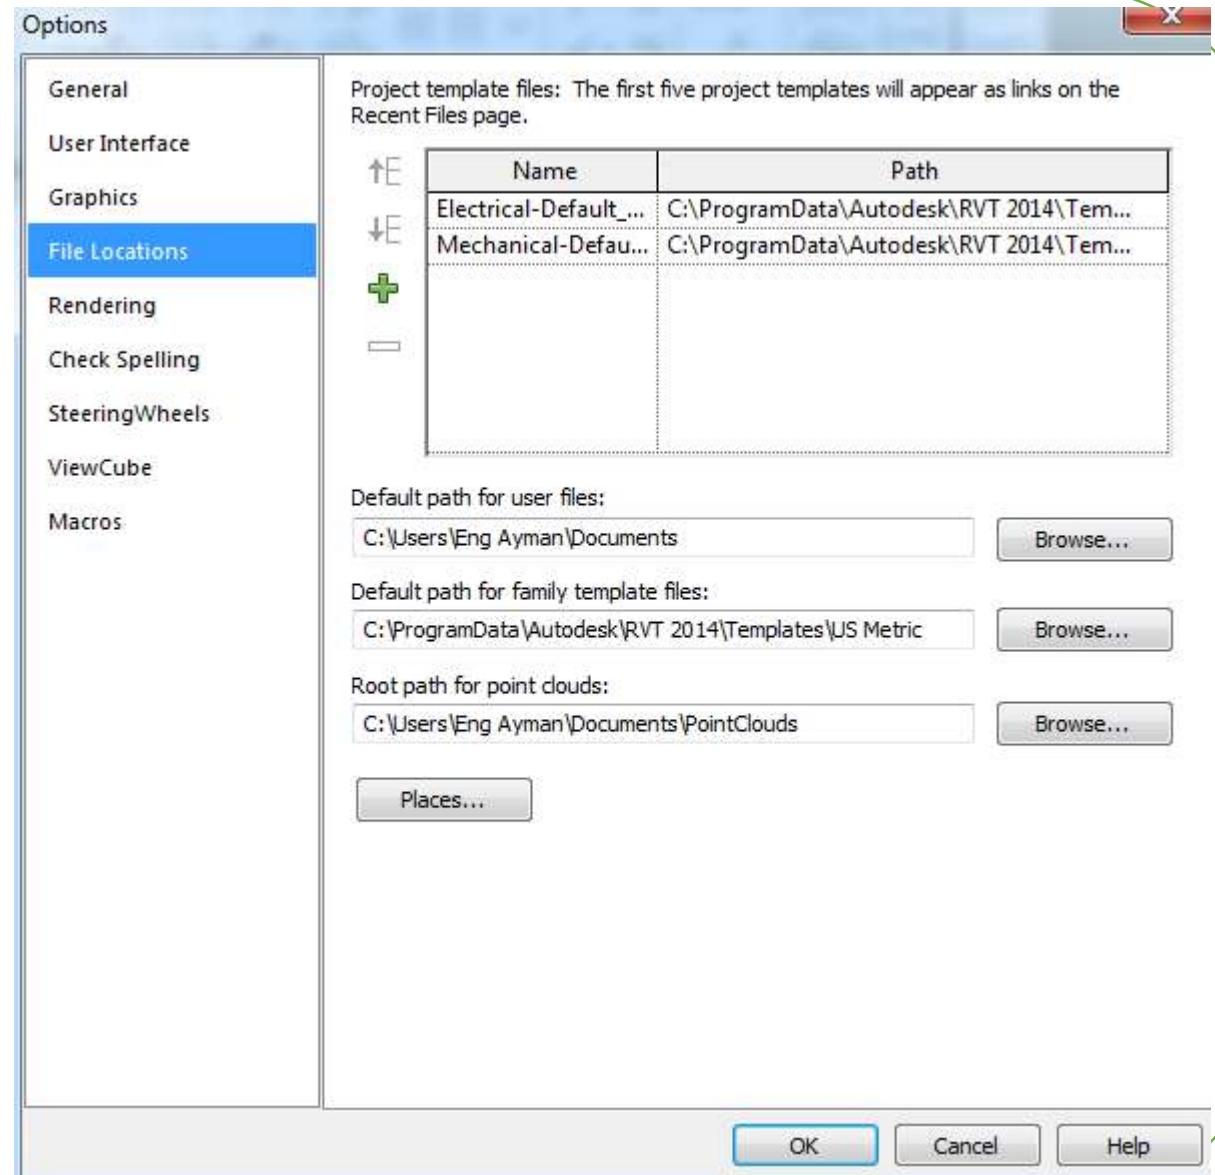 Options
X
General
User Interface
Graphics
File Locations
Rendering
Check Spelling
SteeringWheels
ViewCube
Macros
Project template files: The first five project templates will appear as links on the
Recent Files page.
Name Path
Electrical-Default_... C:\ProgramData\Autodesk\RVT 2014\Tem...
Mechanical-Defau... C:\ProgramData\Autodesk\RVT 2014\Tem...
Default path for user files:
C:\Users\Eng Ayman\Documents Browse...
Default path for family template files:
C:\ProgramData\Autodesk\RVT 2014\Templates\US Metric Browse...
Root path for point clouds:
C:\Users\Eng Ayman\Documents\PointClouds Browse...
Places...
OK Cancel Help